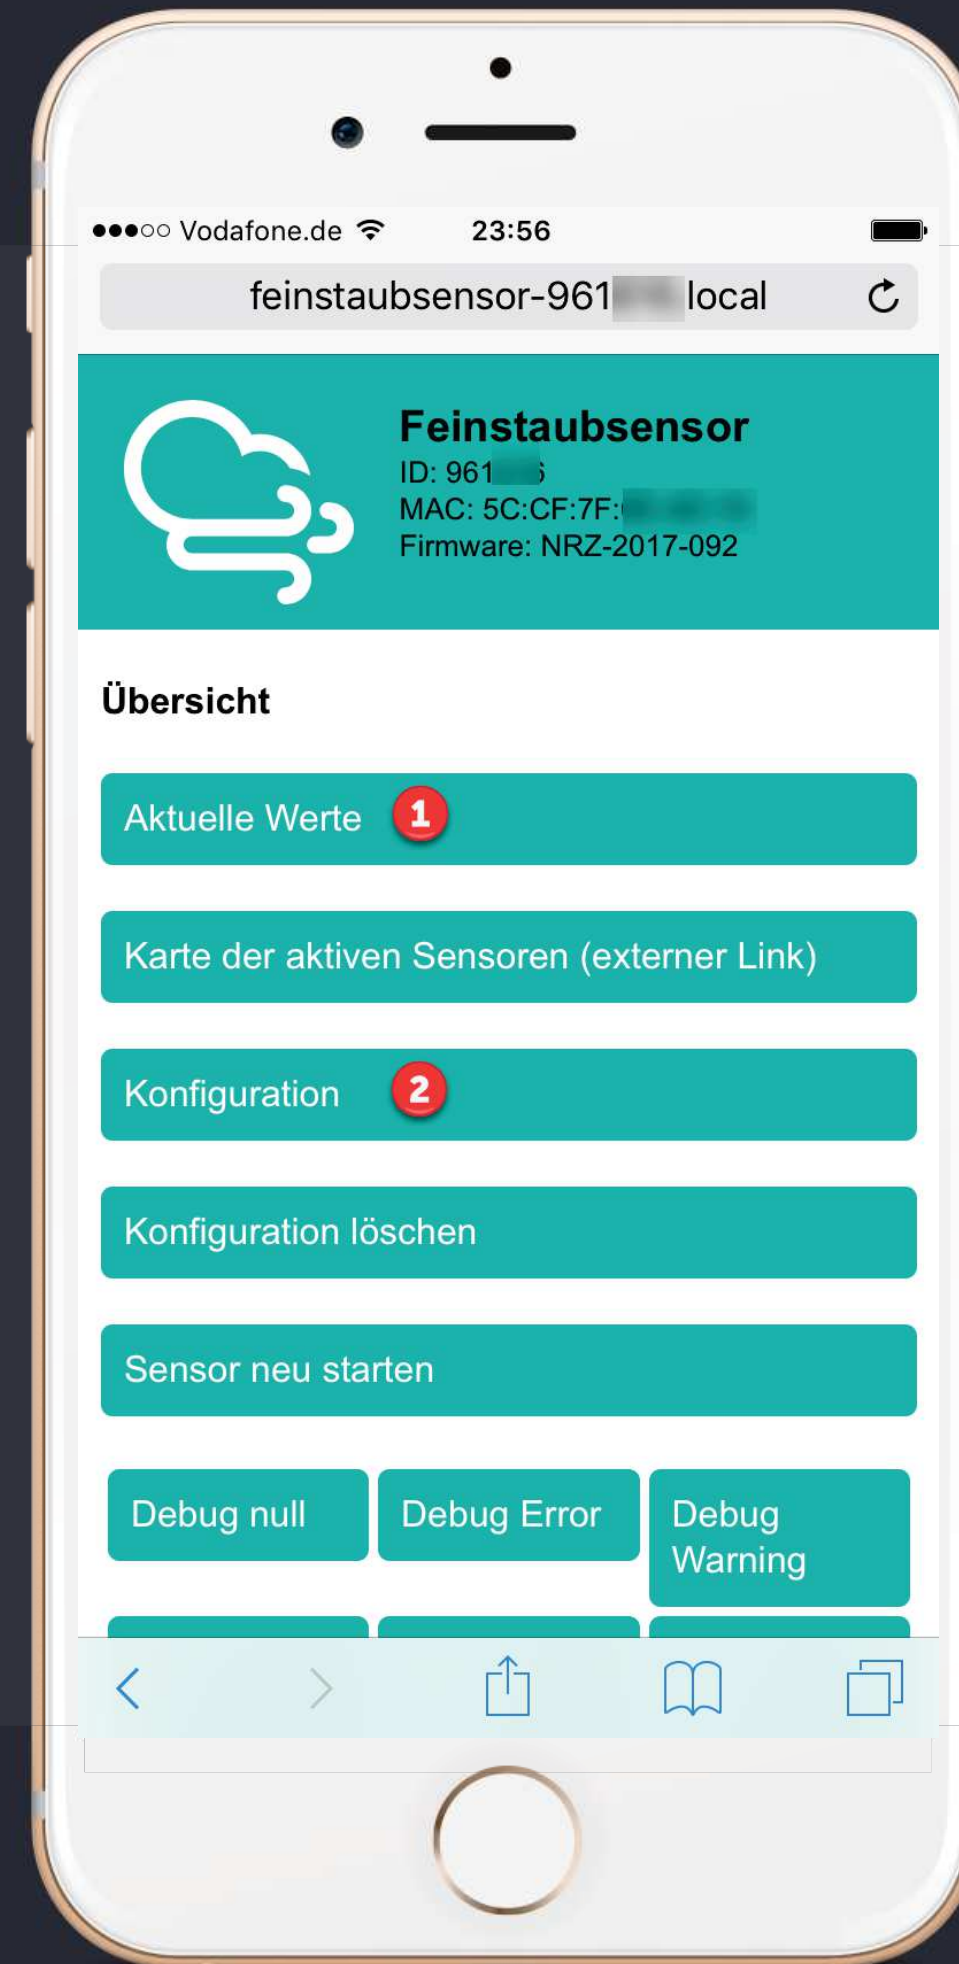 Vodafone.de 23:56
feinstaubsensor-961 local
Feinstaubsensor
ID: 961
MAC: 5C:CF:7F:
Firmware: NRZ-2017-092
Übersicht
Aktuelle Werte 1
Karte der aktiven Sensoren (externer Link)
Konfiguration 2
Konfiguration löschen
Sensor neu starten
Debug null Debug Error Debug
Warning